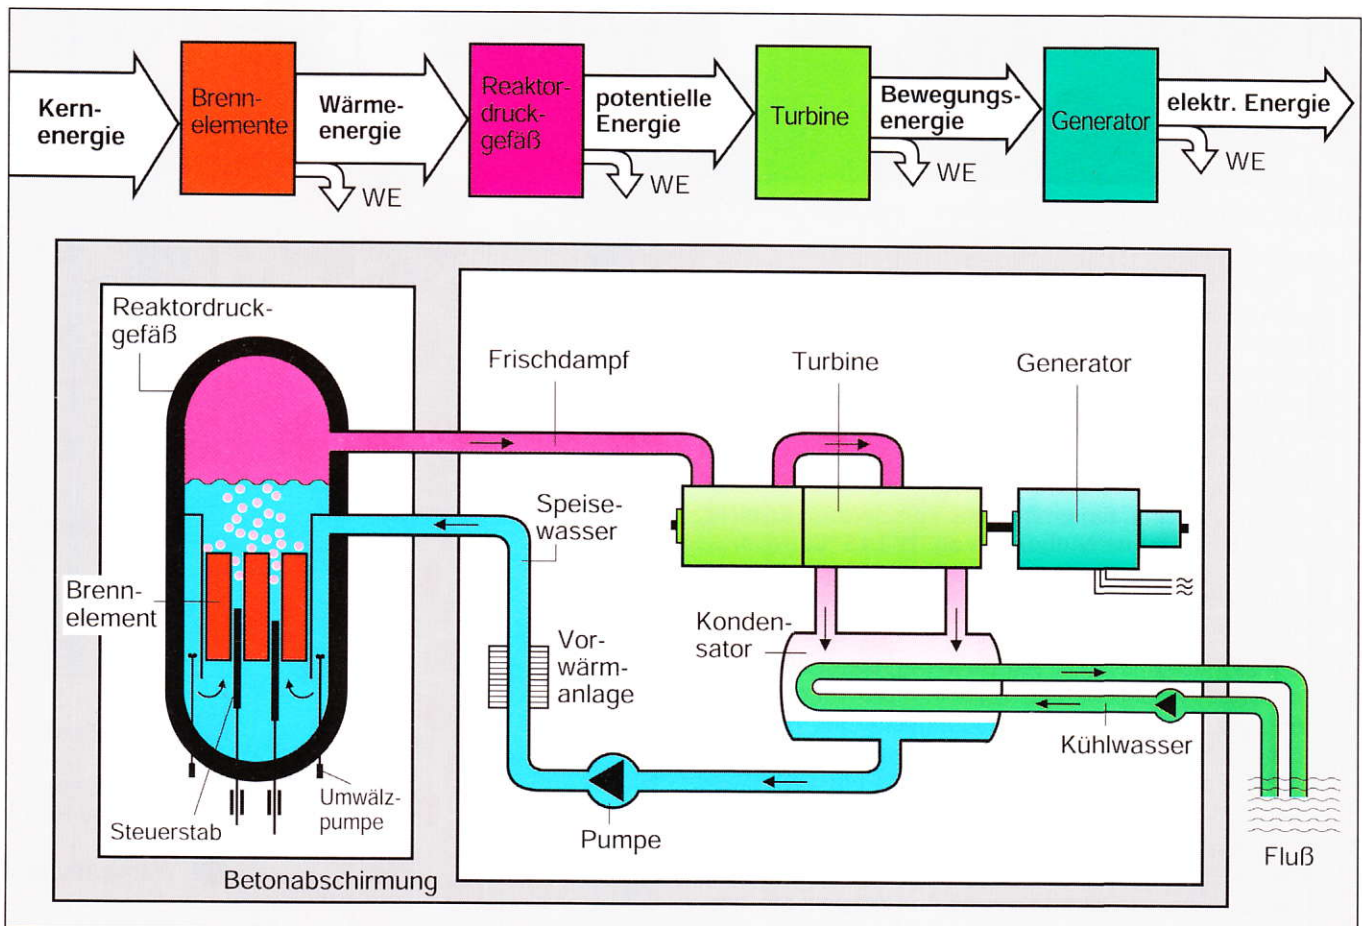 Kern-
energie
Brenn-
elemente
Wärme-
energie
WE
Reaktor-
druck-
gefäß
potentielle
Energie
WE
Turbine
Bewegungs-
energie
WE
Generator
elektr. Energie
WE
Reaktordruck-
gefäß
Frischdampf
Turbine
Generator
Speise-
wasser
Brenn-
element
Vor-
wärm-
anlage
Konden-
sator
Kühlwasser
Umwälz-
pumpe
Steuerstab
Pumpe
Fluß
Betonabschirmung